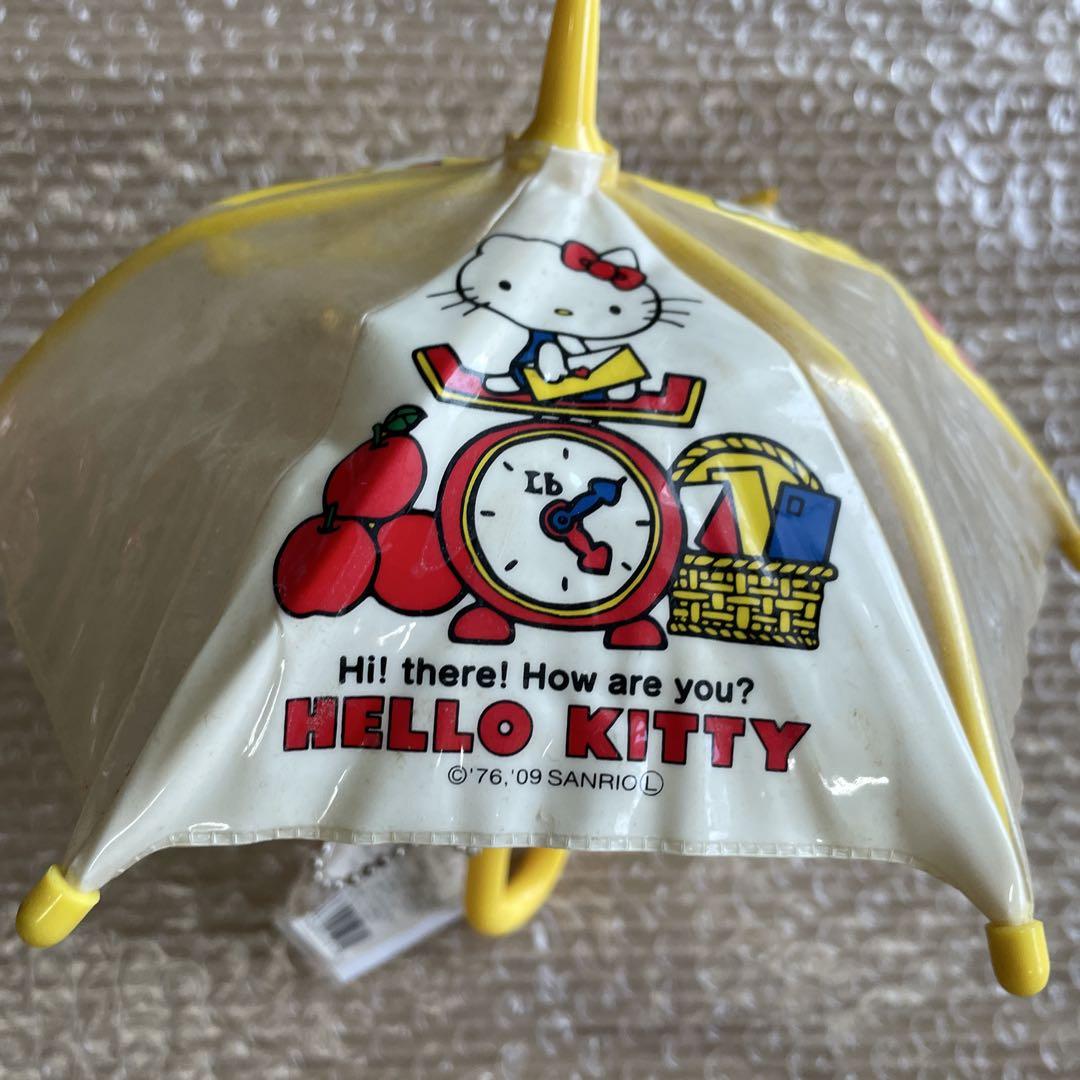 Lb
Hi! there! How are you?
HELLO KITTY
©'76,'09 SANRIO Ⓛ